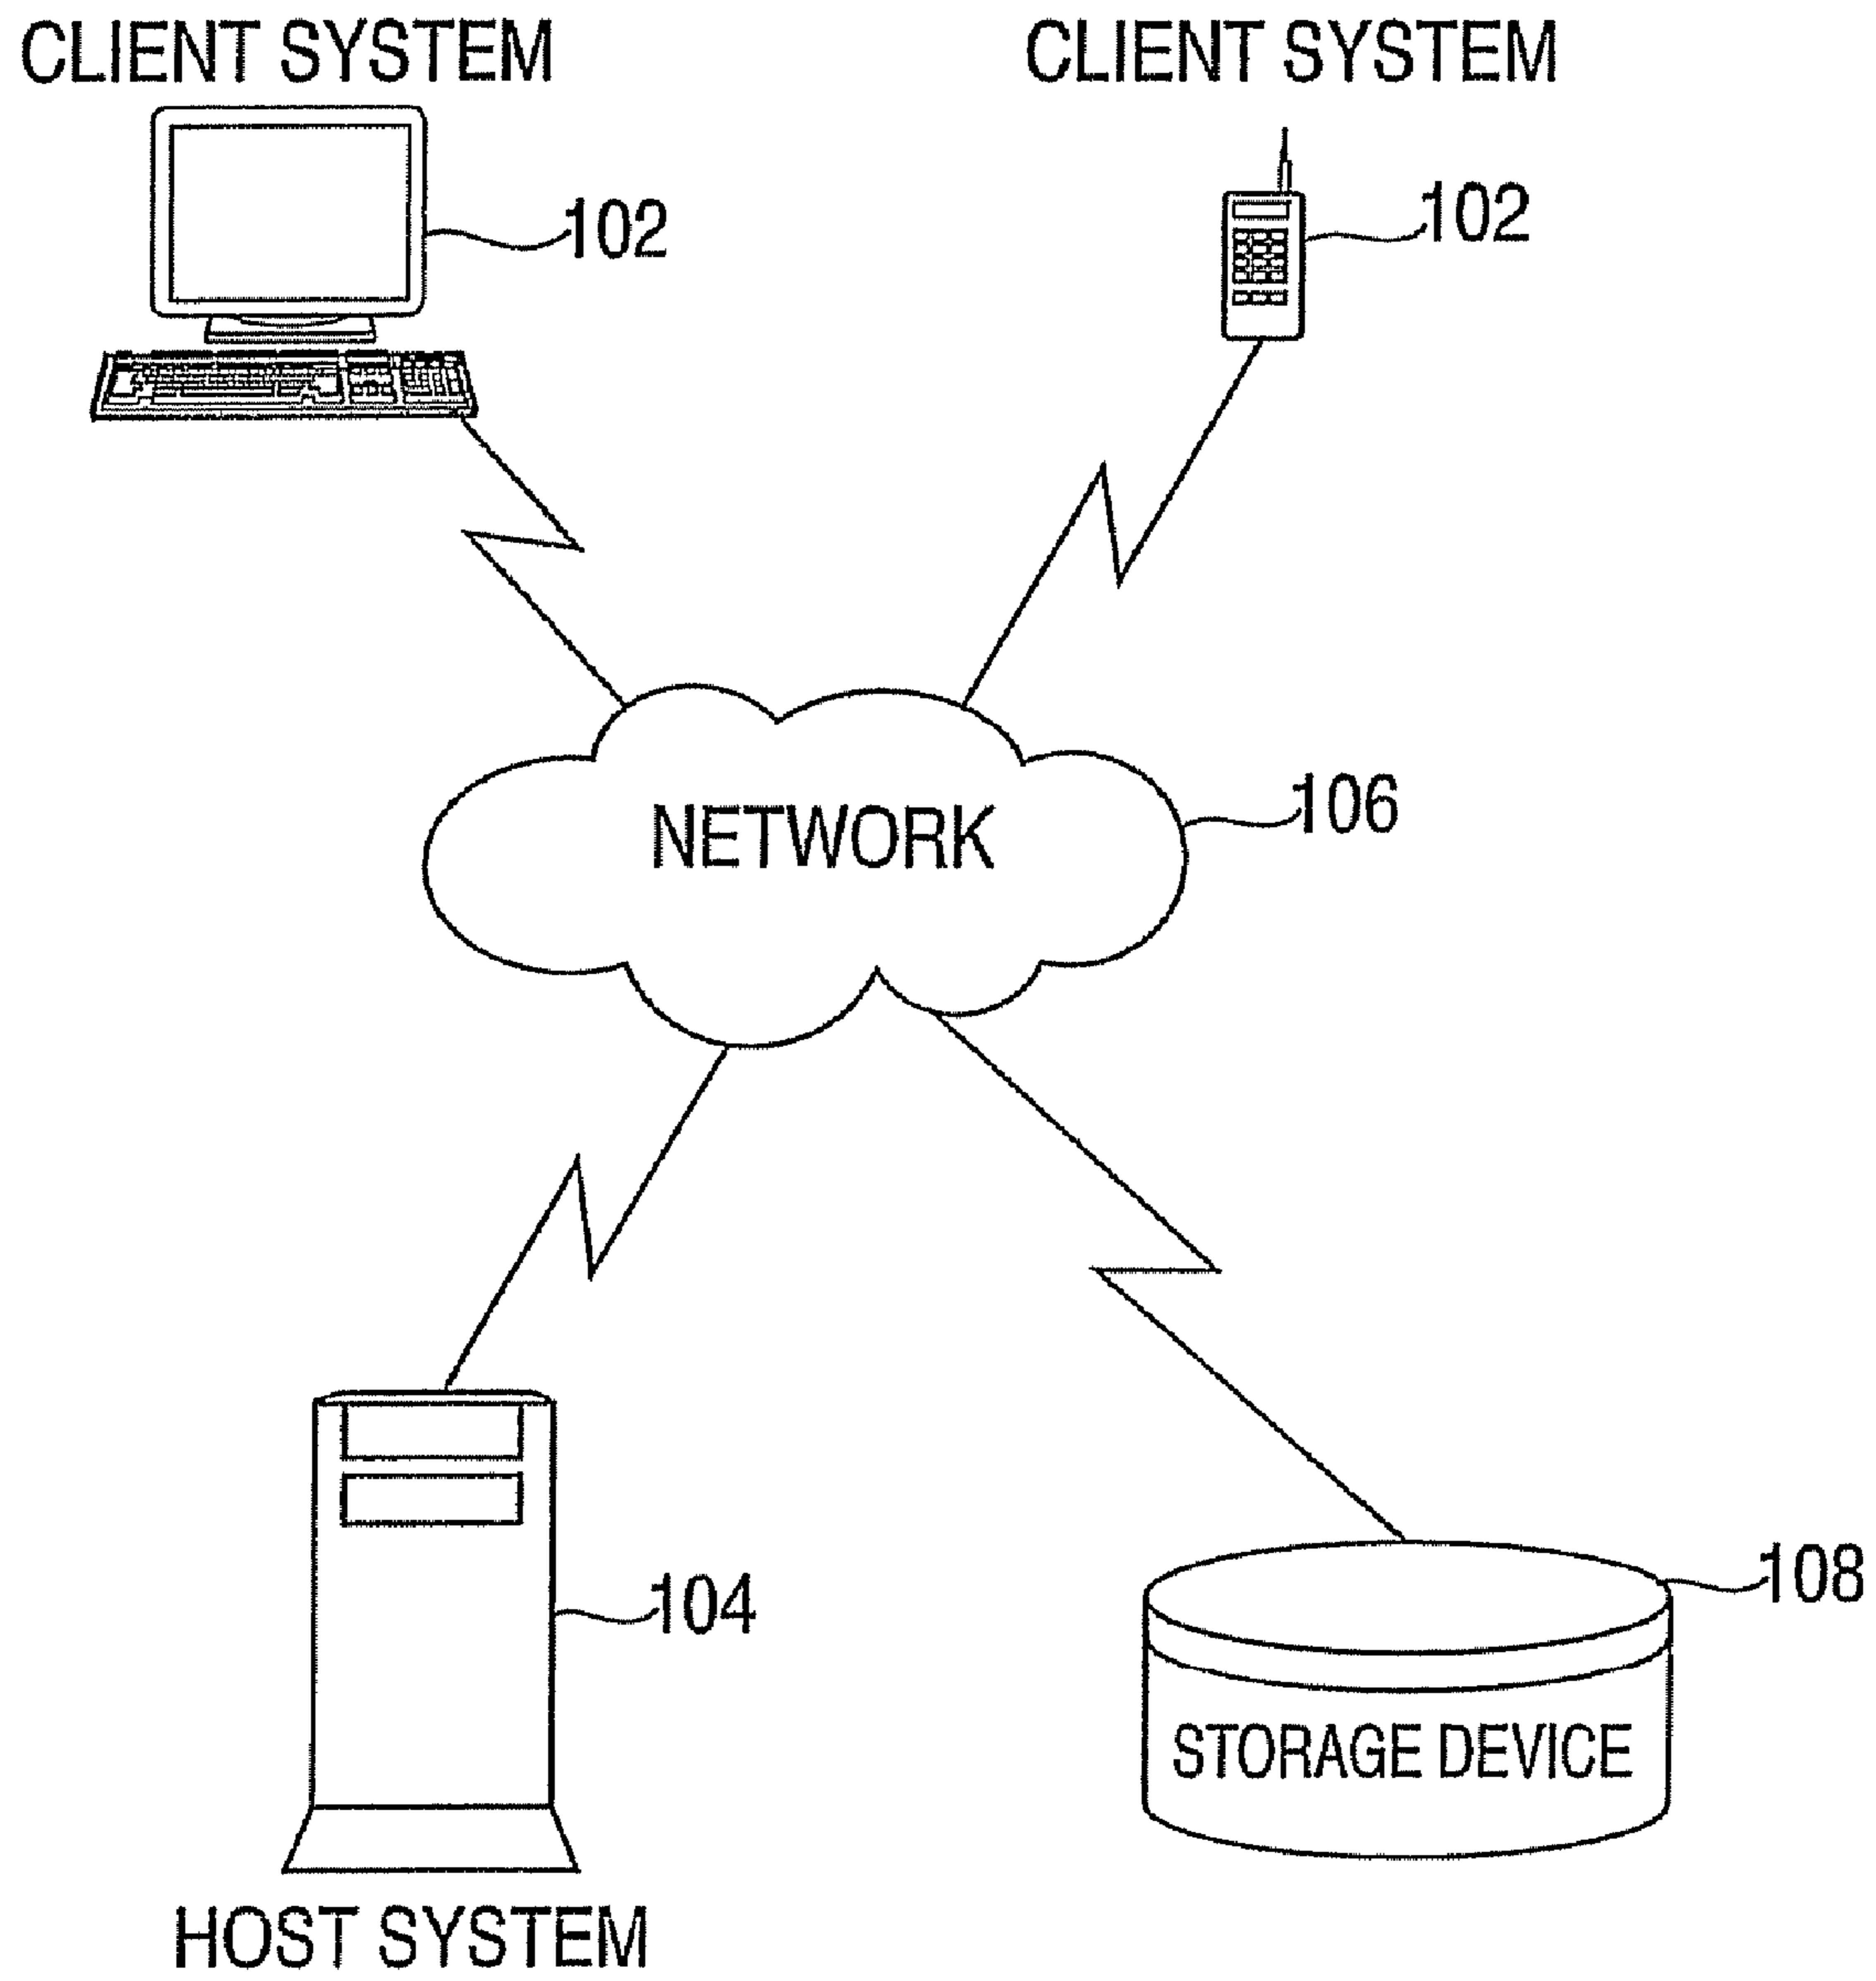 CLIENT SYSTEM
CLIENT SYSTEM
102
102
NETWORK
106
104
108
STORAGE DEVICE
HOST SYSTEM